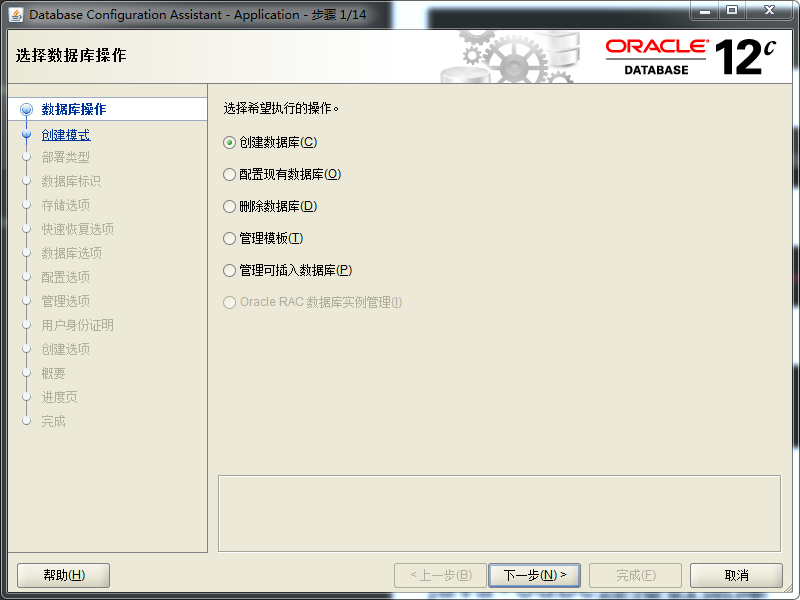 Database Configuration Assistant - Application - 步骤 1/14
选择数据库操作
ORACLE®
DATABASE
12c
数据库操作
创建模式
部署类型
数据库标识
存储选项
快速恢复选项
数据库选项
配置选项
管理选项
用户身份证明
创建选项
概要
进度页
完成
选择希望执行的操作。
创建数据库(C)
配置现有数据库(O)
删除数据库(D)
管理模板(T)
管理可插入数据库(P)
Oracle RAC 数据库实例管理(I)
帮助(H)
< 上一步(B)
下一步(N) >
完成(F)
取消